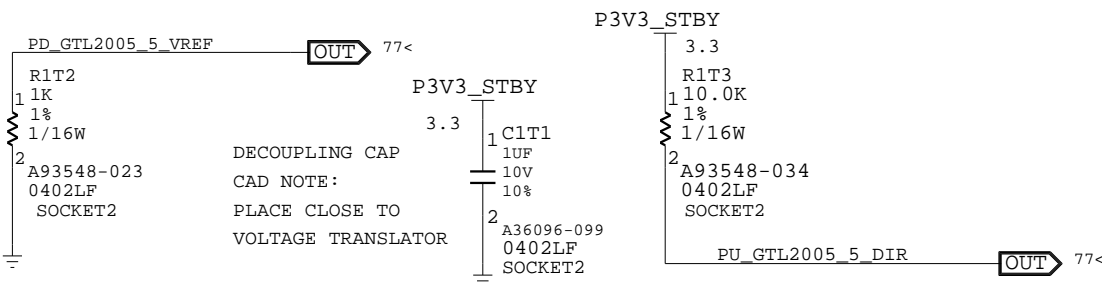 PD_GTL2005_5_VREF
OUT
77<
R1T2
1
1K
1%
1/16W
2
A93548-023
0402LF
SOCKET2
DECOUPLING CAP
CAD NOTE:
PLACE CLOSE TO
VOLTAGE TRANSLATOR
P3V3_STBY
3.3
1
C1T1
1UF
10V
10%
2
A36096-099
0402LF
SOCKET2
P3V3_STBY
3.3
R1T3
1
10.0K
1%
1/16W
2
A93548-034
0402LF
SOCKET2
PU_GTL2005_5_DIR
OUT
77<